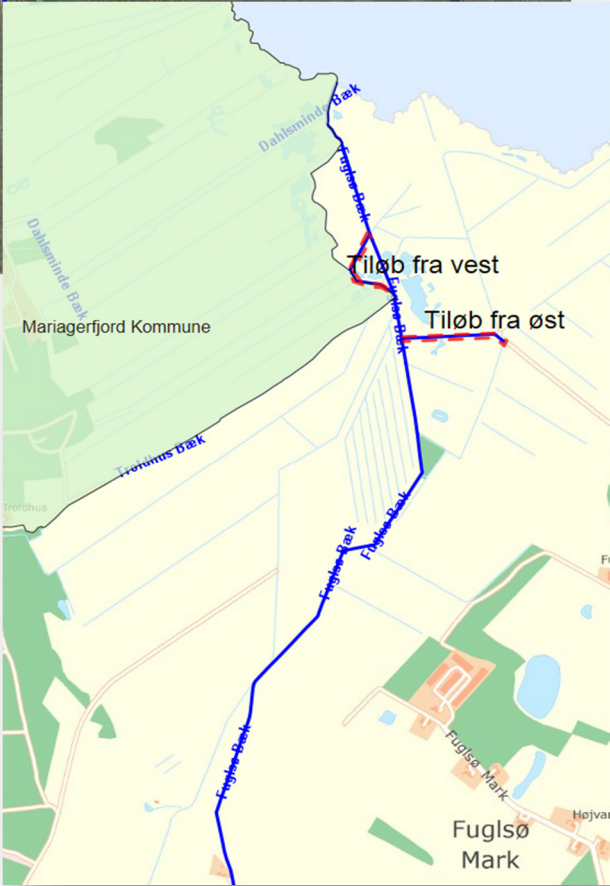 Dahlsminde Bæk
Fuglsø Bæk
Dahlsminde Bæk
Tiløb fra vest
Fuglsø Bæk
Tiløb fra øst
Mariagerfjord Kommune
Troldhus Bæk
Troldhus
Fuglsø Bæk
Fuglsø Bæk
Fuglsø Bæk
Fuglsø Mark
Fuglsø
Mark